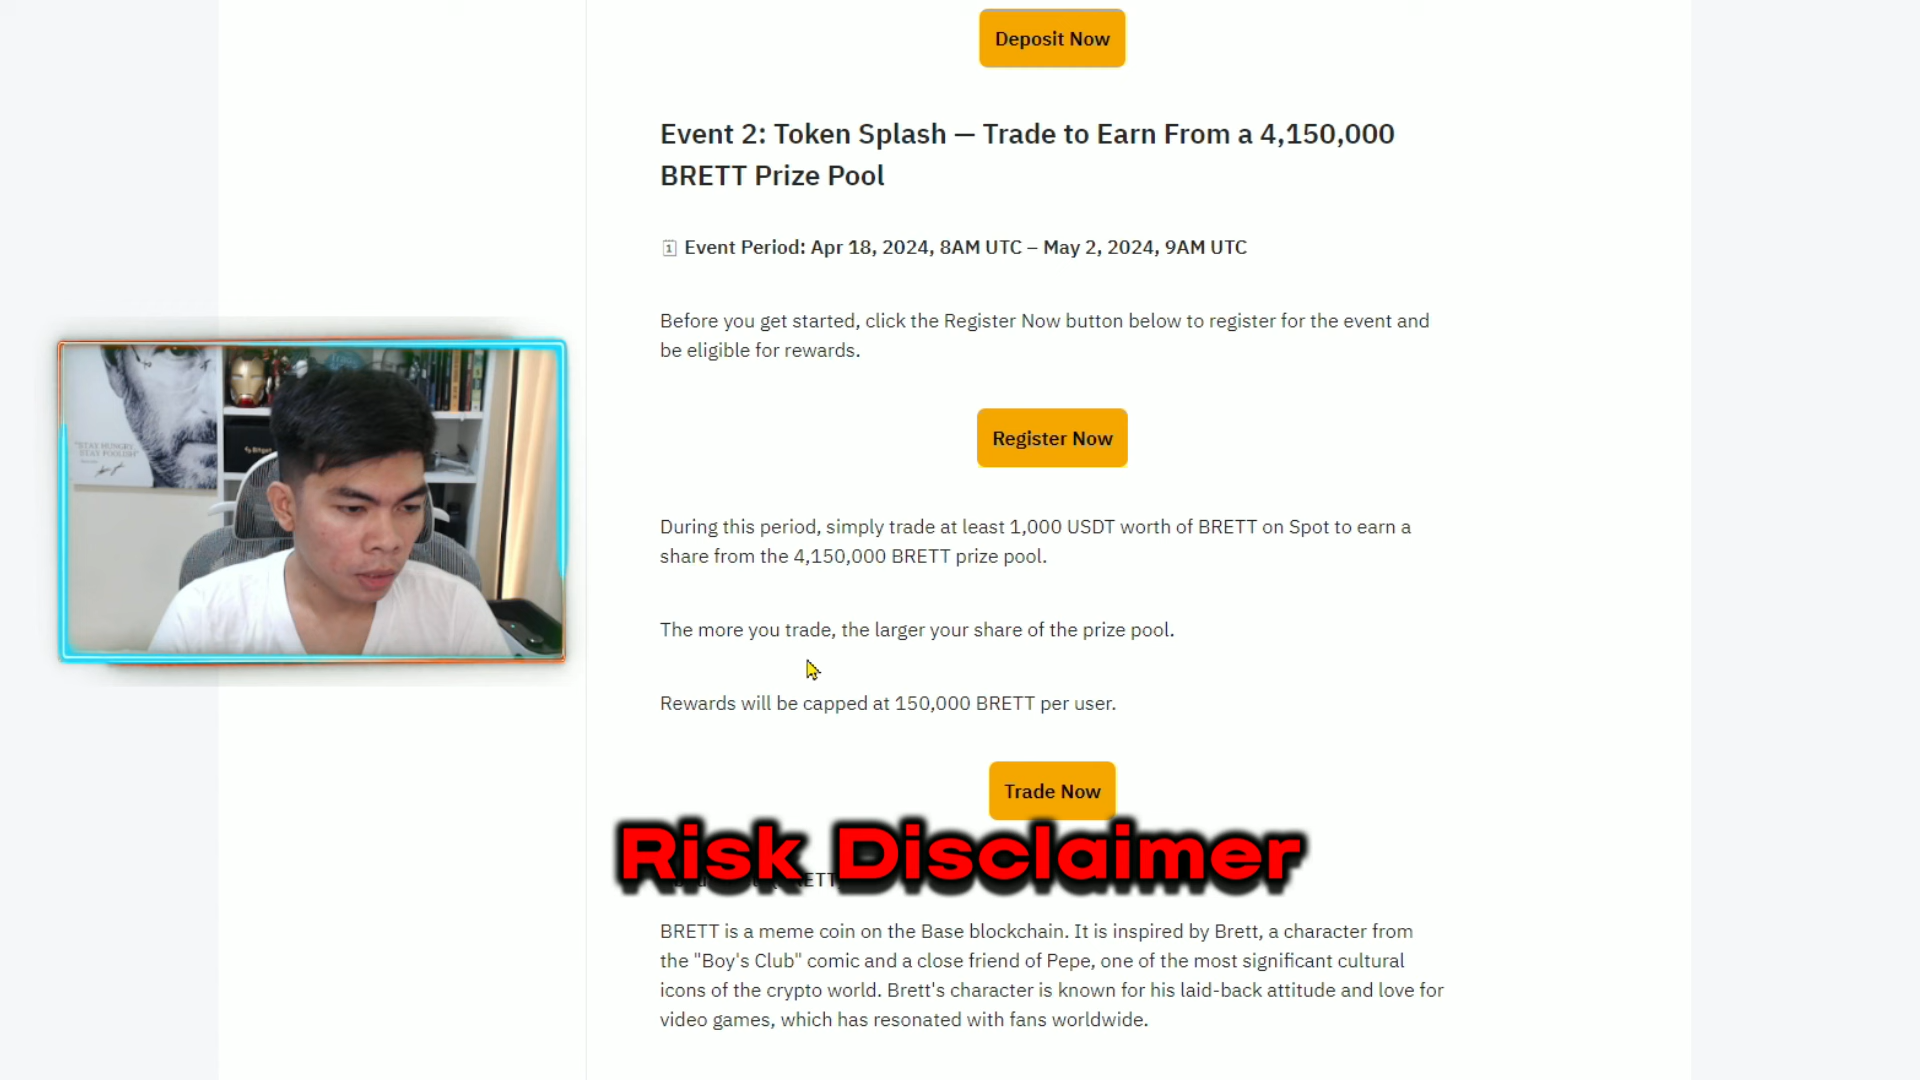 Deposit Now
Event 2: Token Splash — Trade to Earn From a 4,150,000
BRETT Prize Pool
Event Period: Apr 18, 2024, 8AM UTC – May 2, 2024, 9AM UTC
Before you get started, click the Register Now button below to register for the event and
be eligible for rewards.
"STAY HUNGRY
STAY FOOLISH"
Bitget
Register Now
During this period, simply trade at least 1,000 USDT worth of BRETT on Spot to earn a
share from the 4,150,000 BRETT prize pool.
The more you trade, the larger your share of the prize pool.
Rewards will be capped at 150,000 BRETT per user.
Trade Now
Risk Disclaimer
BRETT is a meme coin on the Base blockchain. It is inspired by Brett, a character from
the "Boy's Club" comic and a close friend of Pepe, one of the most significant cultural
icons of the crypto world. Brett's character is known for his laid-back attitude and love for
video games, which has resonated with fans worldwide.